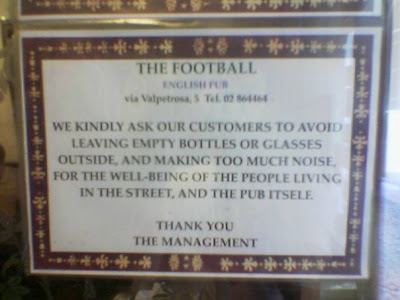 THE FOOTBALL
ENGLISH PUB
via Valpetrosa, 5 Tel. 02 864464
WE KINDLY ASK OUR CUSTOMERS TO AVOID
LEAVING EMPTY BOTTLES OR GLASSES
OUTSIDE, AND MAKING TOO MUCH NOISE,
FOR THE WELL-BEING OF THE PEOPLE LIVING
IN THE STREET, AND THE PUB ITSELF.
THANK YOU
THE MANAGEMENT